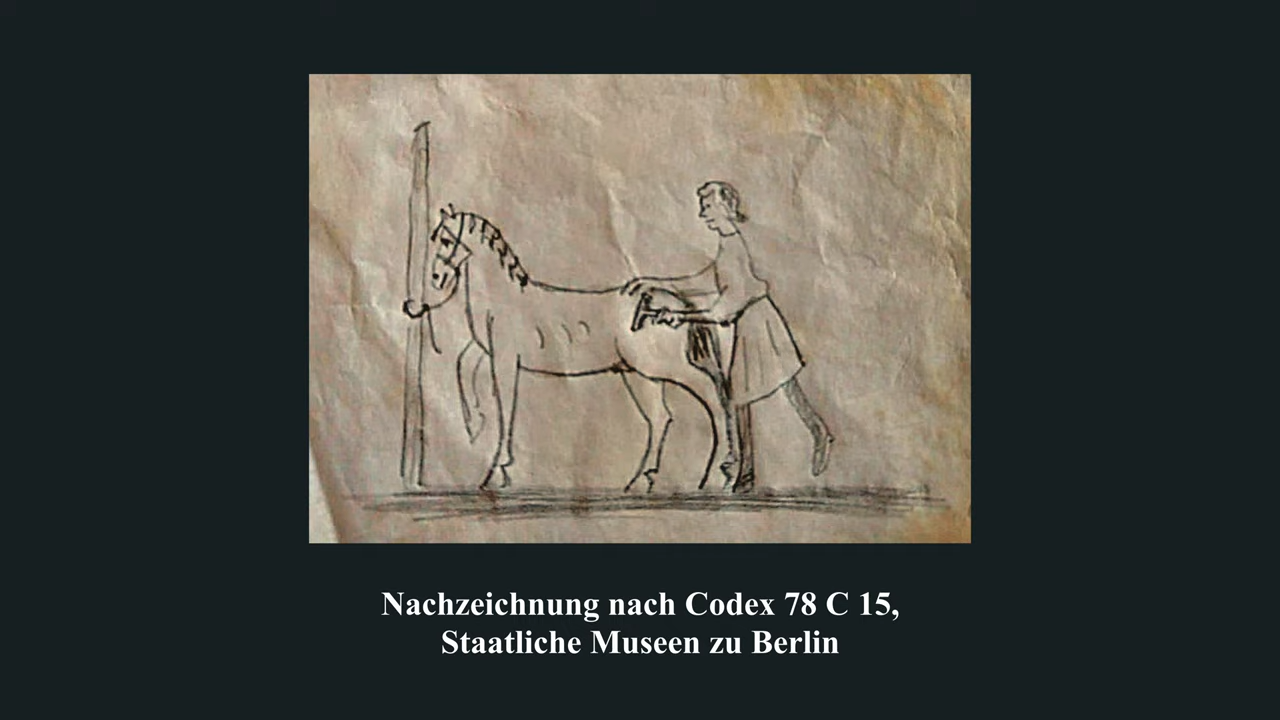 Nachzeichnung nach Codex 78 C 15,
Staatliche Museen zu Berlin